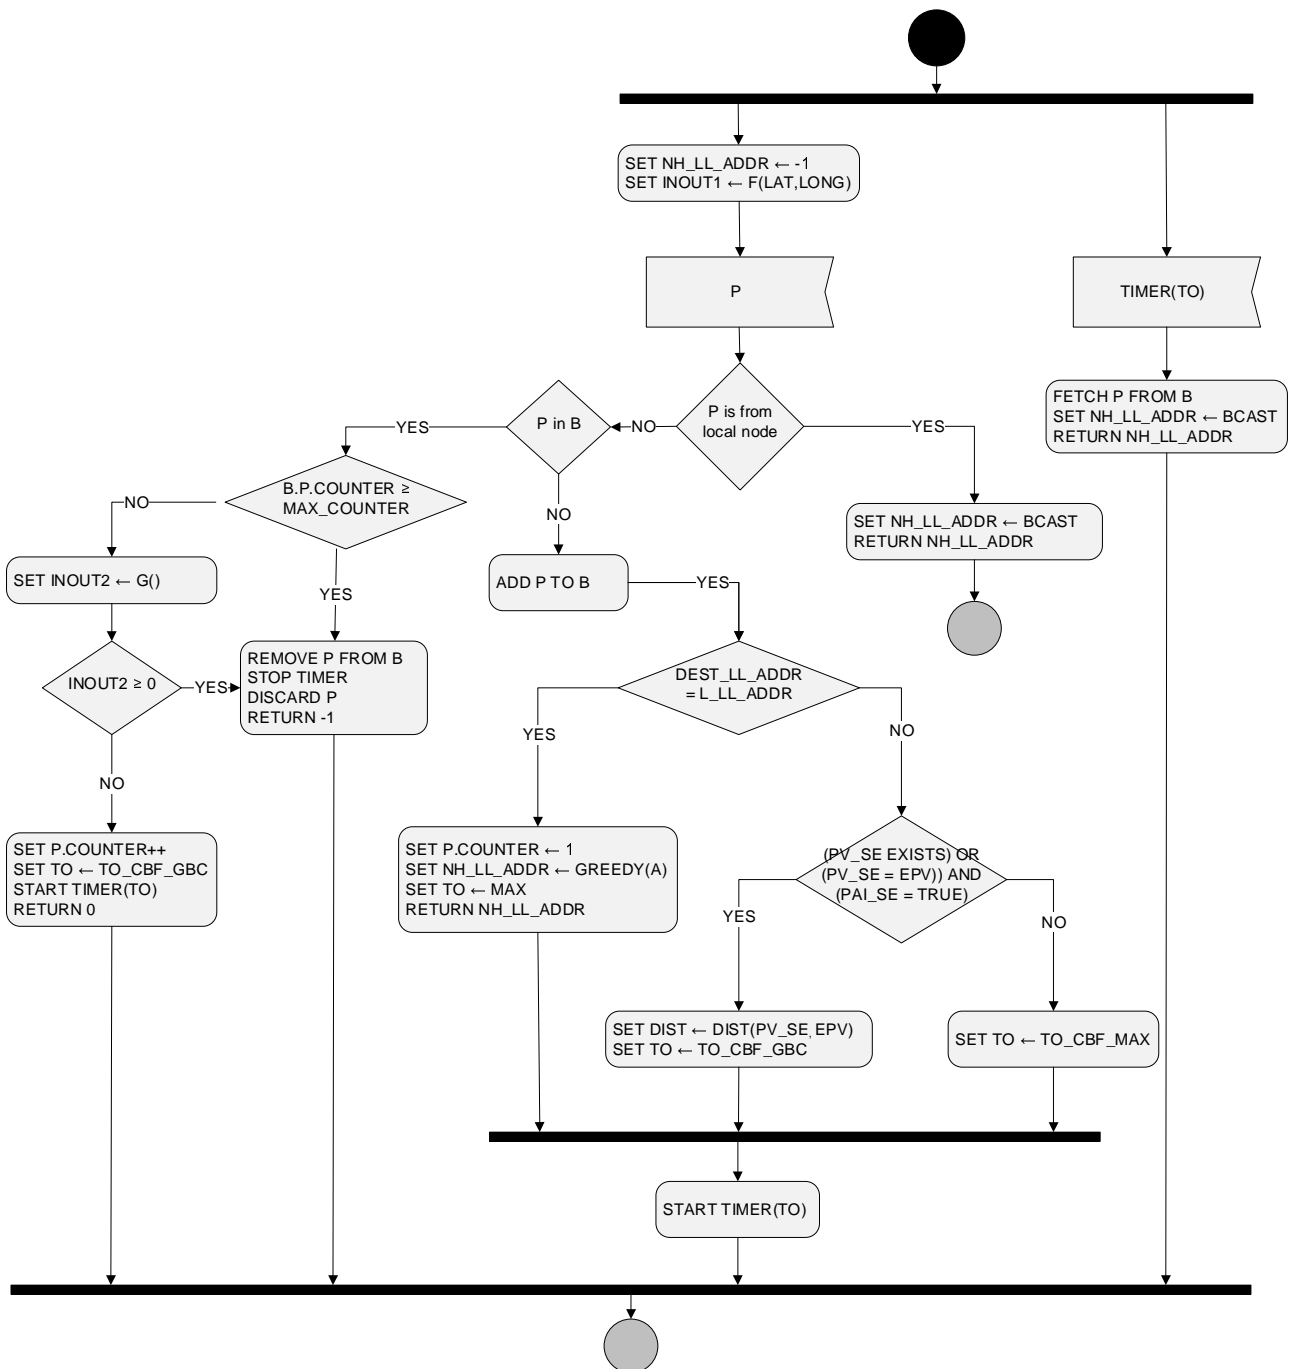 SET NH_LL_ADDR ← -1
SET INOUT1 ← F(LAT,LONG)
P
TIMER(TO)
P is from
local node
NO
YES
P in B
YES
NO
FETCH P FROM B
SET NH_LL_ADDR ← BCAST
RETURN NH_LL_ADDR
B.P.COUNTER ≥
MAX_COUNTER
NO
YES
SET NH_LL_ADDR ← BCAST
RETURN NH_LL_ADDR
SET INOUT2 ← G()
ADD P TO B
YES
INOUT2 ≥ 0
YES
NO
REMOVE P FROM B
STOP TIMER
DISCARD P
RETURN -1
DEST_LL_ADDR
= L_LL_ADDR
YES
NO
SET P.COUNTER++
SET TO ← TO_CBF_GBC
START TIMER(TO)
RETURN 0
SET P.COUNTER ← 1
SET NH_LL_ADDR ← GREEDY(A)
SET TO ← MAX
RETURN NH_LL_ADDR
(PV_SE EXISTS) OR
(PV_SE = EPV)) AND
(PAI_SE = TRUE)
YES
NO
SET DIST ← DIST(PV_SE, EPV)
SET TO ← TO_CBF_GBC
SET TO ← TO_CBF_MAX
START TIMER(TO)